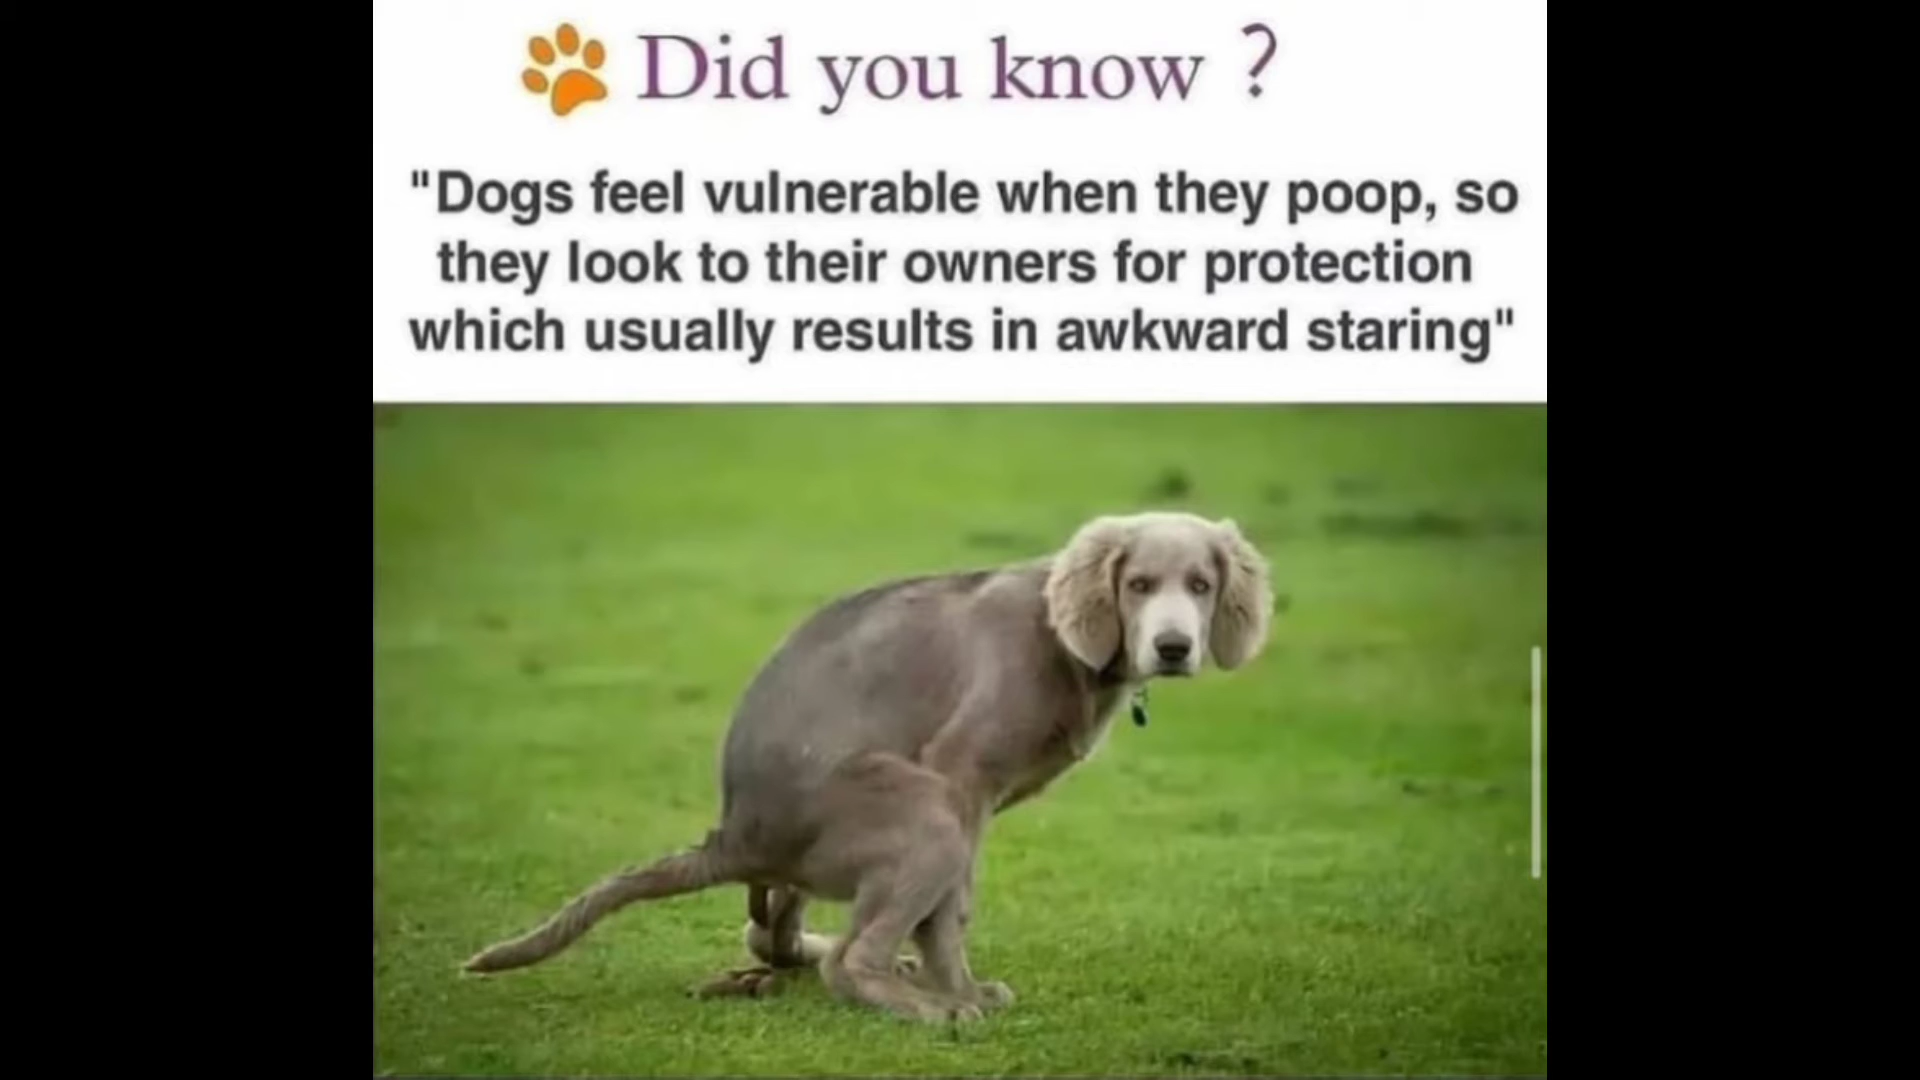 Did you know ?
"Dogs feel vulnerable when they poop, so
they look to their owners for protection
which usually results in awkward staring"